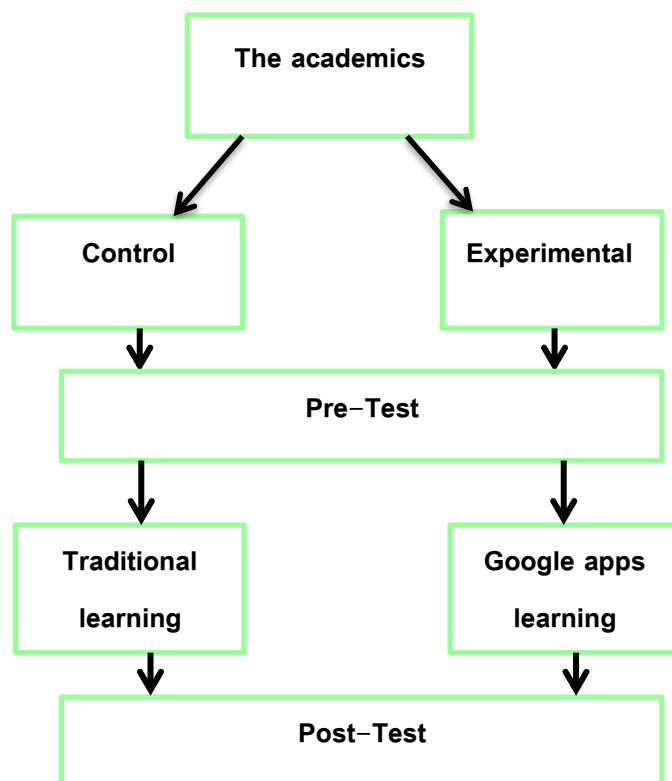 The academics
Control
Experimental
Pre−Test
Traditional
learning
Google apps
learning
Post−Test